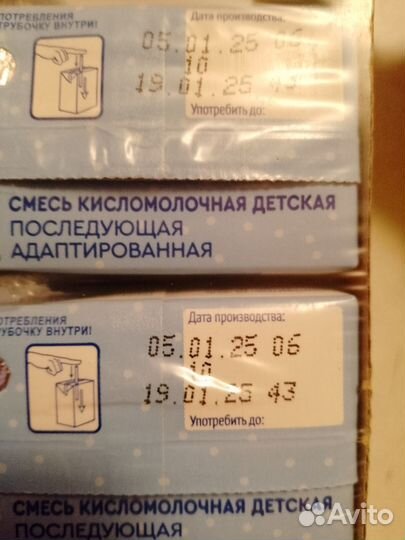 УПОТРЕБЛЕНИЯ
ТРУБОЧКУ ВНУТРИ!
Дата производства:
05.01.25 06
10
19.01.25 43
Употребить до:
СМЕСЬ КИСЛОМОЛОЧНАЯ ДЕТСКАЯ
ПОСЛЕДУЮЩАЯ
АДАПТИРОВАННАЯ
ОТРЕБЛЕНИЯ
ТРУБОЧКУ ВНУТРИ!
Дата производства:
05.01.25 06
10
19.01.25 43
Употребить до:
СМЕСЬ КИСЛОМОЛОЧНАЯ ДЕТСКАЯ
ПОСЛЕДУЮЩАЯ
Avito